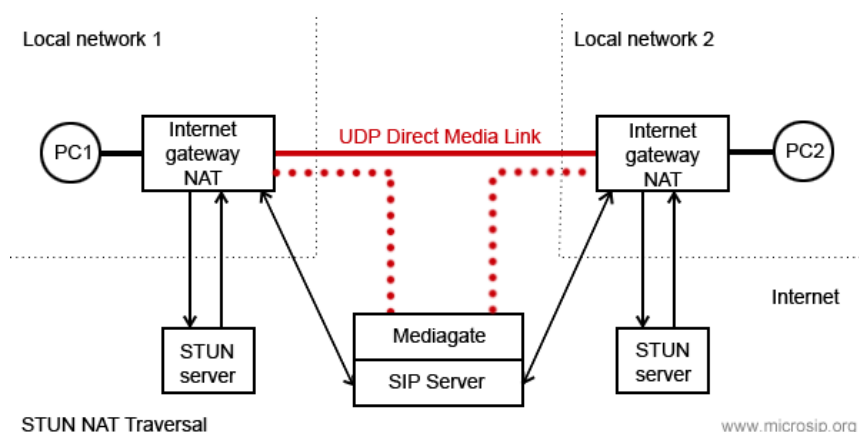 Local network 1
Local network 2
PC1
Internet
gateway
NAT
UDP Direct Media Link
Internet
gateway
NAT
PC2
Internet
STUN
server
Mediagate
SIP Server
STUN
server
STUN NAT Traversal
www.microsip.org